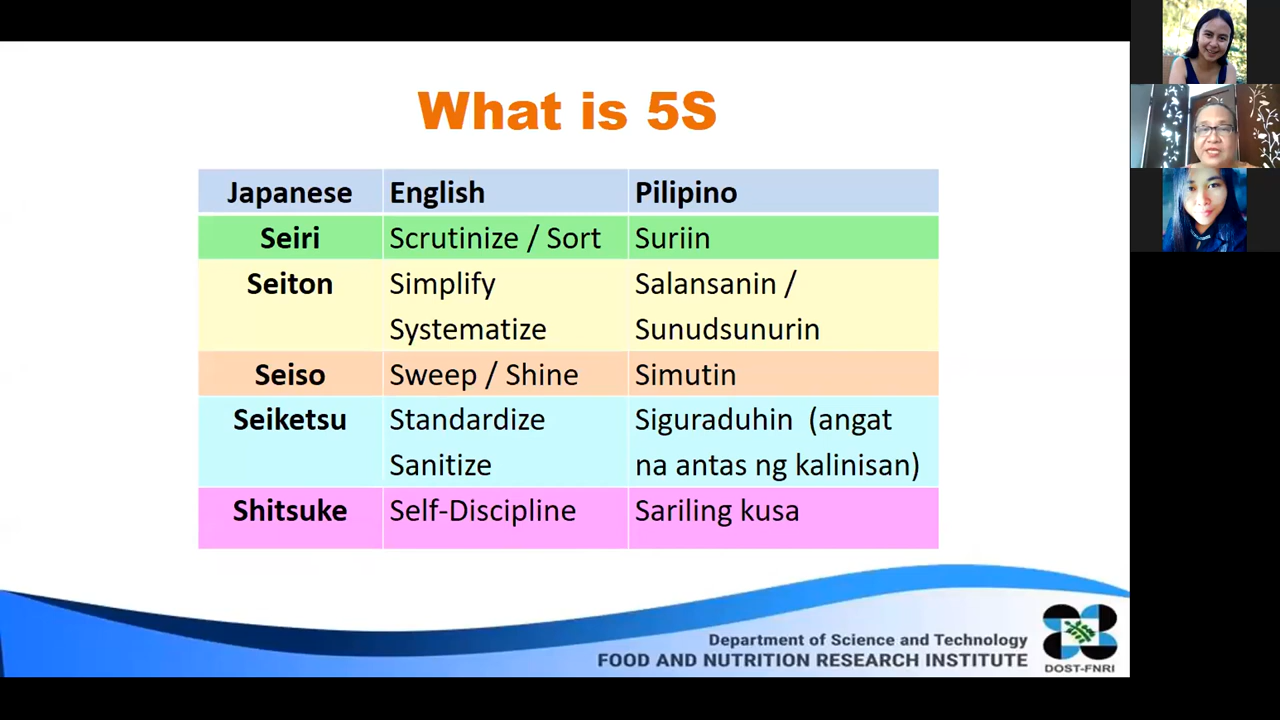 What is 5S
Japanese English Pilipino
Seiri Scrutinize / Sort Suriin
Seiton Simplify Salansanin /
Systematize Sunudsunurin
Seiso Sweep / Shine Simutin
Seiketsu Standardize Siguraduhin (angat
Sanitize na antas ng kalinisan)
Shitsuke Self-Discipline Sariling kusa
Department of Science and Technology
FOOD AND NUTRITION RESEARCH INSTITUTE
DOST-FNRI